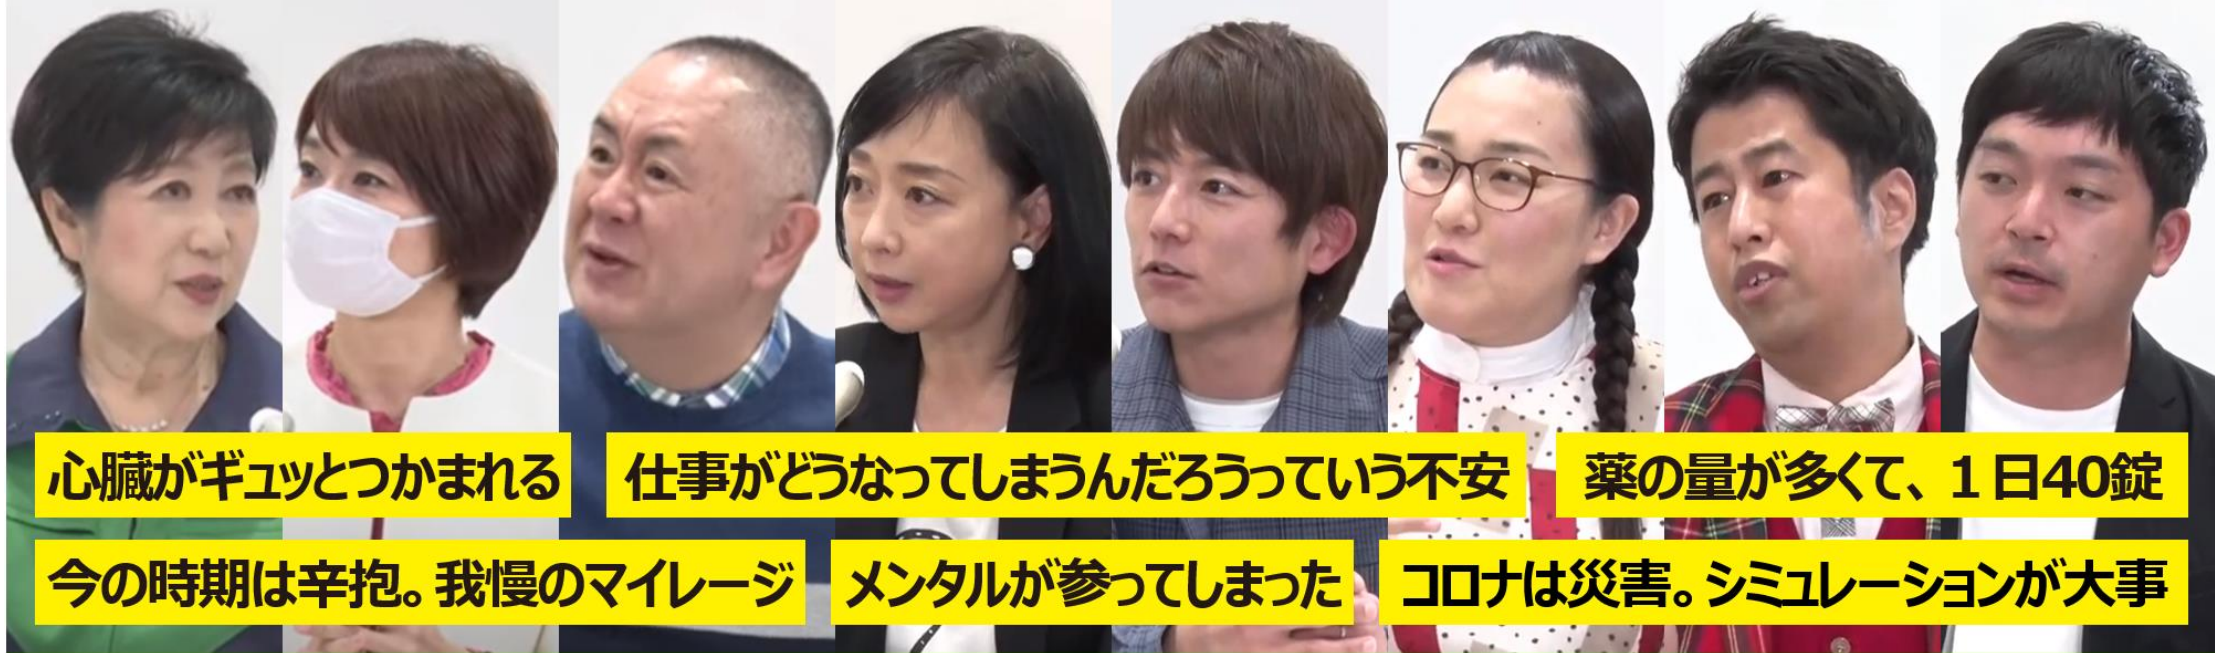 心臓がギュッとつかまれる
仕事がどうなってしまうんだろうっていう不安
薬の量が多くて、1日40錠
今の時期は辛抱。我慢のマイレージ
メンタルが参ってしまった
コロナは災害。シミュレーションが大事